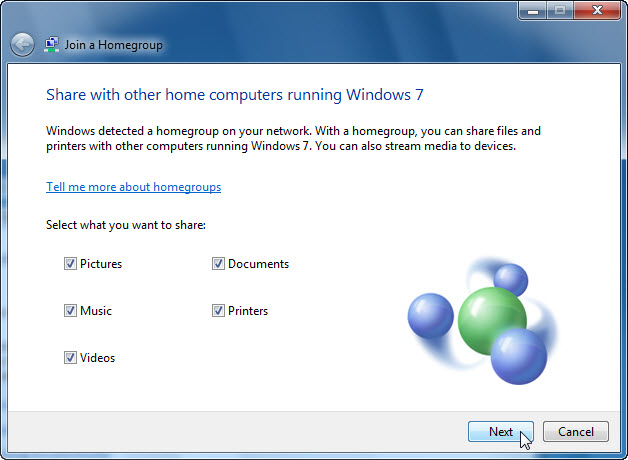 Join a Homegroup
Share with other home computers running Windows 7
Windows detected a homegroup on your network. With a homegroup, you can share files and
printers with other computers running Windows 7. You can also stream media to devices.
Tell me more about homegroups
Select what you want to share:
Pictures
Documents
Music
Printers
Videos
Next
Cancel